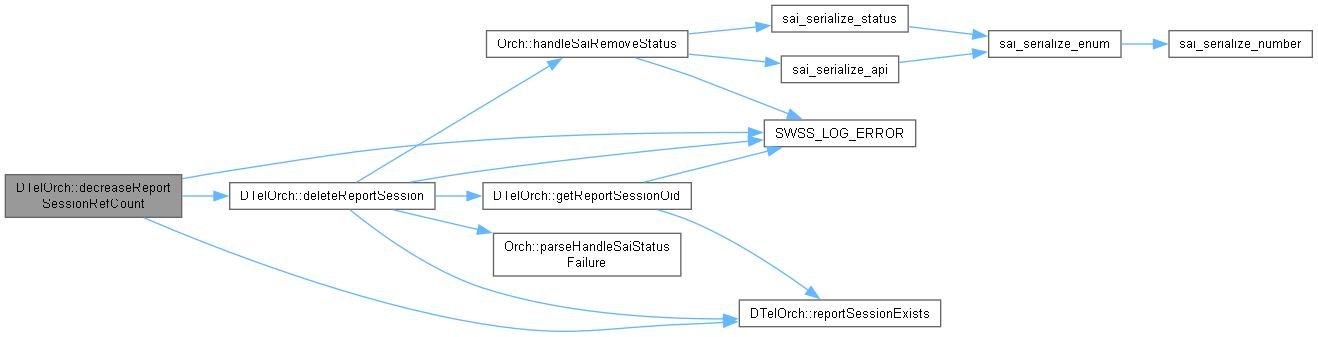 DTelOrch::decreaseReport
SessionRefCount
DTelOrch::deleteReportSession
Orch::handleSaiRemoveStatus
DTelOrch::getReportSessionOid
Orch::parseHandleSaiStatus
Failure
sai_serialize_status
sai_serialize_api
SWSS_LOG_ERROR
DTelOrch::reportSessionExists
sai_serialize_enum
sai_serialize_number